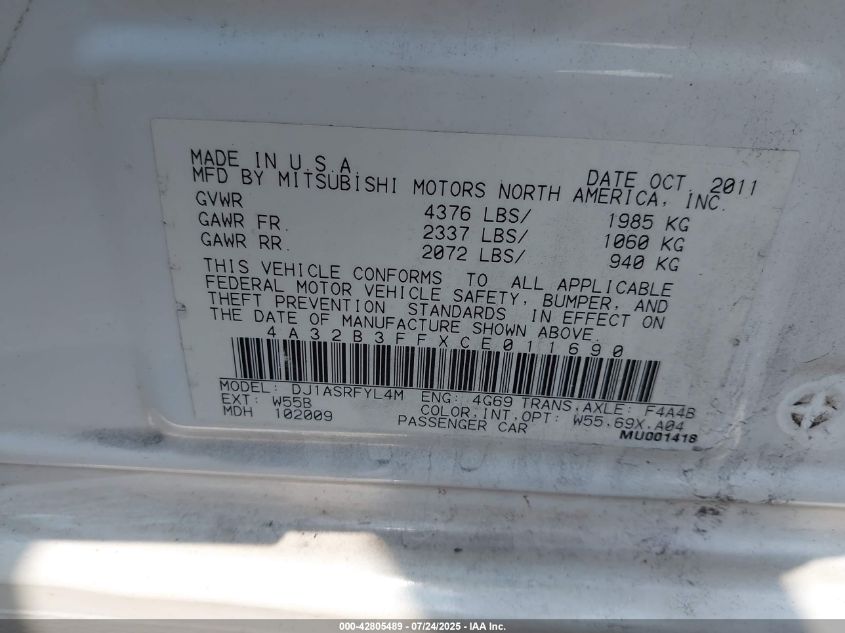 MADE IN U.S.A DATE OCT 2011
MFD BY MITSUBISHI MOTORS NORTH AMERICA, INC.
GVWR 4376 LBS/ 1985 KG
GAWR FR. 2337 LBS/ 1060 KG
GAWR RR. 2072 LBS/ 940 KG
THIS VEHICLE CONFORMS TO ALL APPLICABLE
FEDERAL MOTOR VEHICLE SAFETY, BUMPER, AND
THEFT PREVENTION STANDARDS IN EFFECT ON
THE DATE OF MANUFACTURE SHOWN ABOVE.
4A32B3FFXCE011690
MODEL: DJ1ASRFYL4M ENG: 4G69 TRANS,AXLE: F4A4B
EXT: W55B COLOR,INT,OPT: W55,69X,A04
MDH 102009 PASSENGER CAR MU001418
000-42805489 - 07/24/2025 - IAA Inc.